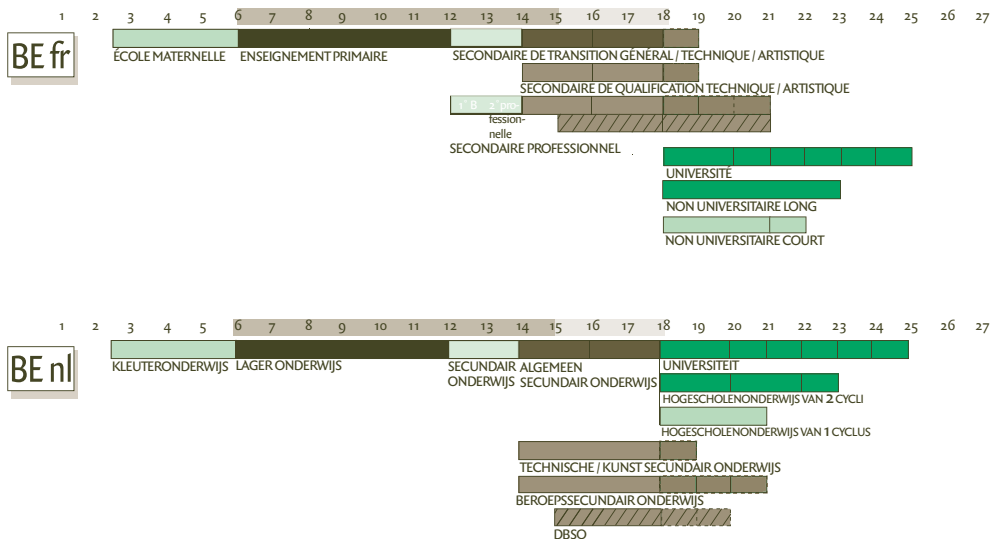 1 2 3 4 5 6 7 8 9 10 11 12 13 14 15 16 17 18 19 20 21 22 23 24 25 26 27
BE fr
ÉCOLE MATERNELLE ENSEIGNEMENT PRIMAIRE SECONDAIRE DE TRANSITION GÉNÉRAL / TECHNIQUE / ARTISTIQUE
SECONDAIRE DE QUALIFICATION TECHNIQUE / ARTISTIQUE
1°B 2°pro-
fession-
nelle
SECONDAIRE PROFESSIONNEL
UNIVERSITÉ
NON UNIVERSITAIRE LONG
NON UNIVERSITAIRE COURT
1 2 3 4 5 6 7 8 9 10 11 12 13 14 15 16 17 18 19 20 21 22 23 24 25 26 27
BE nl
KLEUTERONDERWIJS LAGER ONDERWIJS SECUNDAIR ALGEMEEN UNIVERSITEIT
ONDERWIJS SECUNDAIR ONDERWIJS
HOGESCHOLENONDERWIJS VAN 2 CYCLI
HOGESCHOLENONDERWIJS VAN 1 CYCLUS
TECHNISCHE / KUNST SECUNDAIR ONDERWIJS
BEROEPSSECUNDAIR ONDERWIJS
DBSO